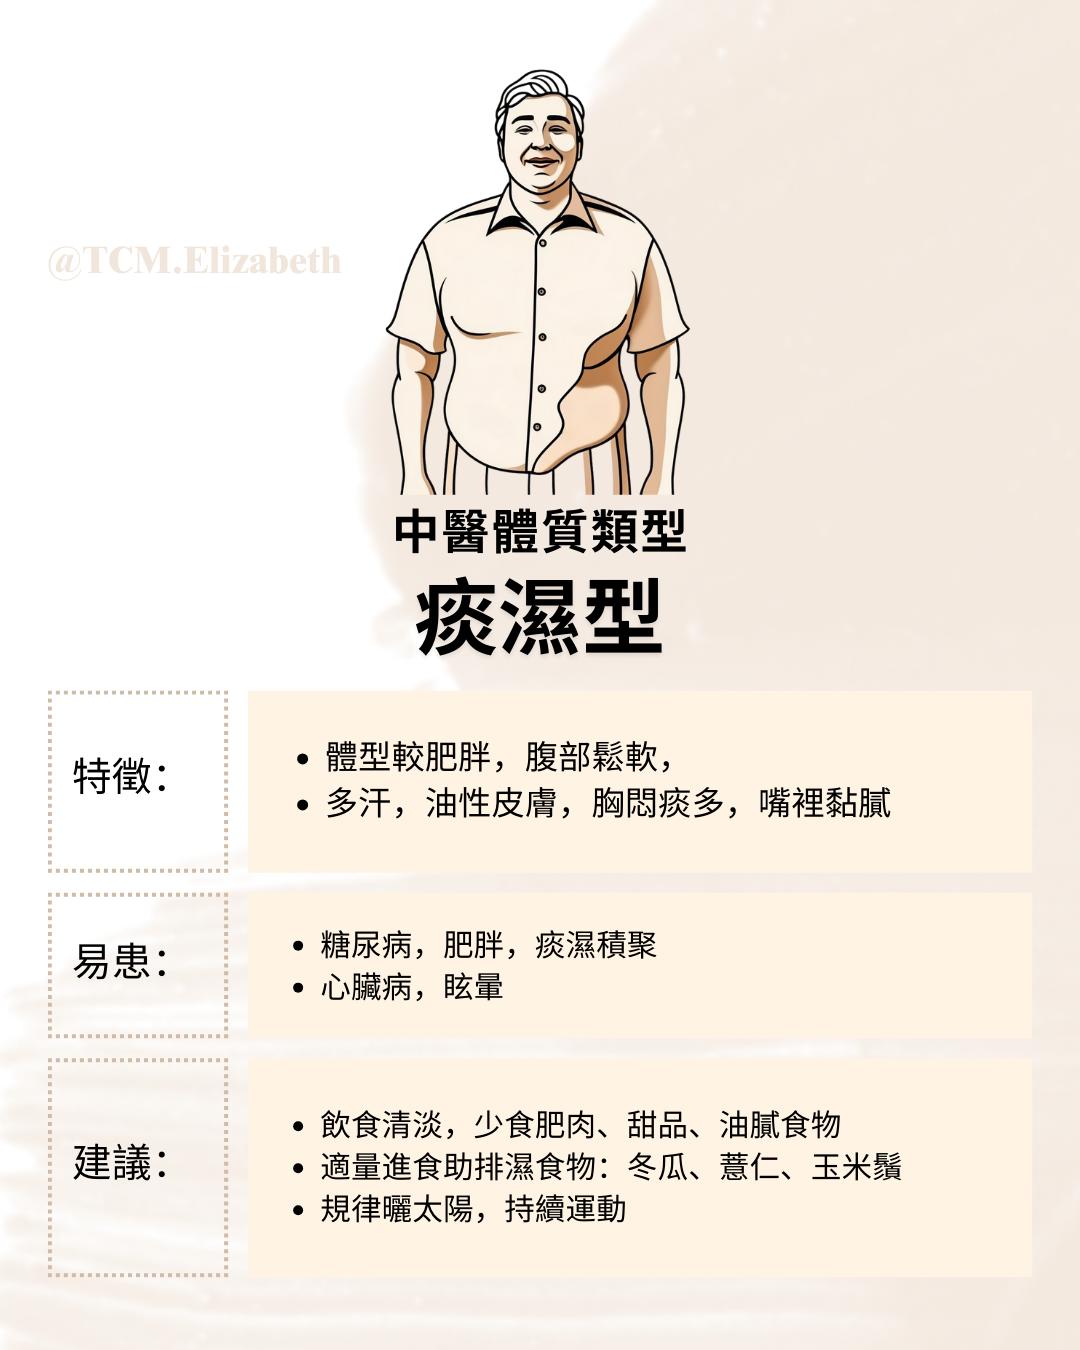 @TCM.Elizabeth
中醫體質類型
痰濕型
特徵：
• 體型較肥胖，腹部鬆軟，
• 多汗，油性皮膚，胸悶痰多，嘴裡黏膩
易患：
• 糖尿病，肥胖，痰濕積聚
• 心臟病，眩暈
建議：
• 飲食清淡，少食肥肉、甜品、油膩食物
• 適量進食助排濕食物：冬瓜、薏仁、玉米鬚
• 規律曬太陽，持續運動